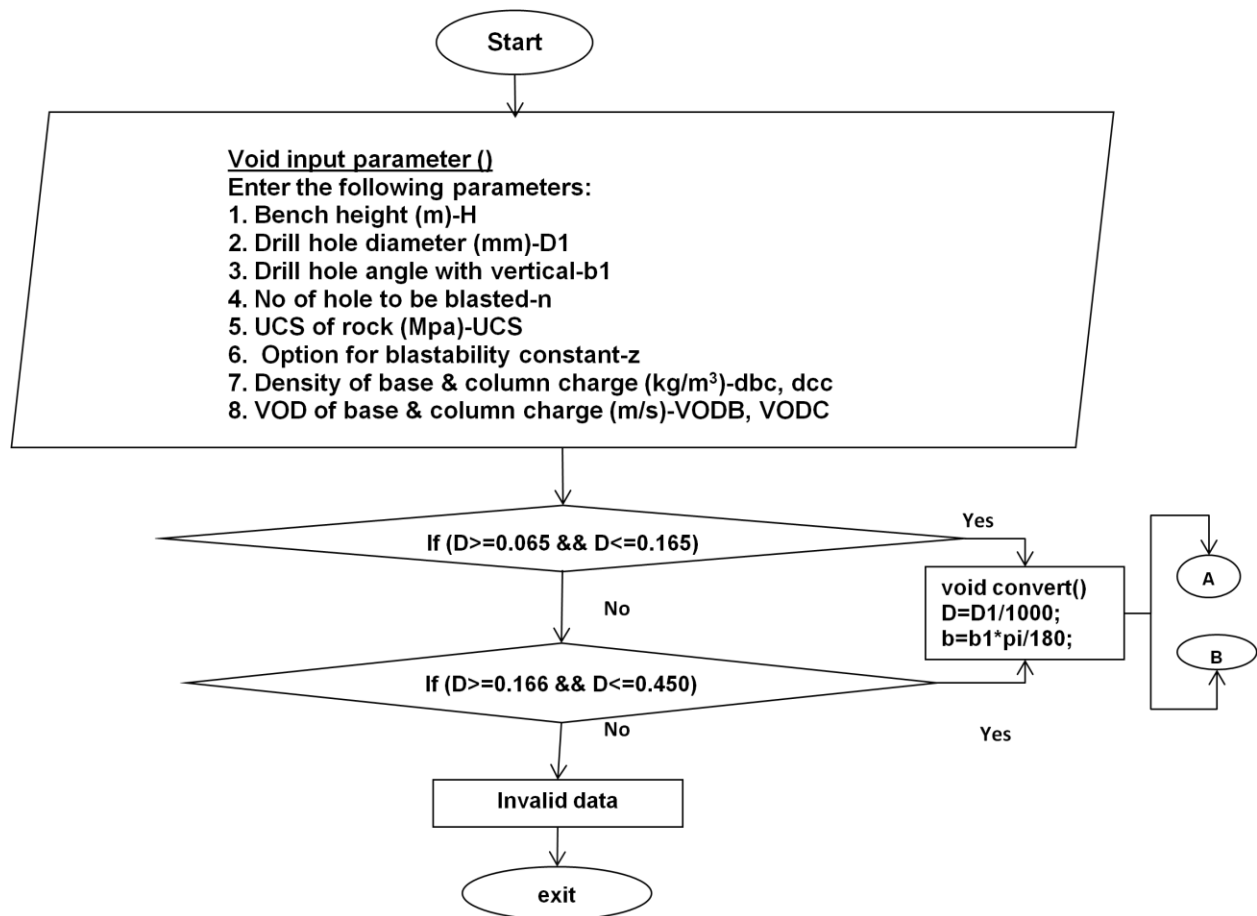 Start
Void input parameter ()
Enter the following parameters:
1. Bench height (m)-H
2. Drill hole diameter (mm)-D1
3. Drill hole angle with vertical-b1
4. No of hole to be blasted-n
5. UCS of rock (Mpa)-UCS
6.  Option for blastability constant-z
7. Density of base & column charge (kg/m³)-dbc, dcc
8. VOD of base & column charge (m/s)-VODB, VODC
If (D>=0.065 && D<=0.165)
Yes
No
void convert()
D=D1/1000;
b=b1*pi/180;
A
B
If (D>=0.166 && D<=0.450)
Yes
No
Invalid data
exit